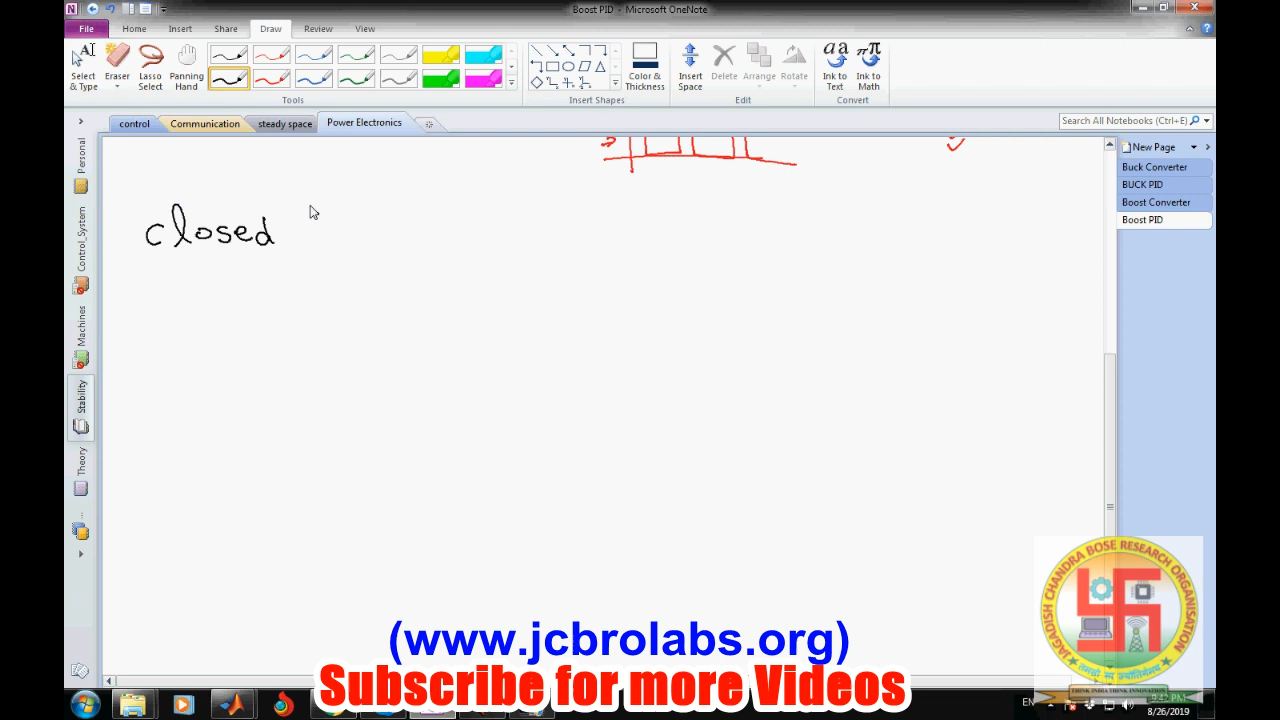 Boost PID - Microsoft OneNote
File Home Insert Share Draw Review View
Select & Type
Eraser
Lasso Select
Panning Hand
Color & Thickness
Insert Space
Delete
Arrange
Rotate
Ink to Text
Ink to Math
Tools
Insert Shapes
Edit
Convert
control Communication steady space Power Electronics
Search All Notebooks (Ctrl+E)
New Page
Buck Converter
BUCK PID
Boost Converter
Boost PID
Personal
Control_System
Machines
Stability
Theory
closed
JAGADISH CHANDRA BOSE RESEARCH ORGANISATION
THINK INDIA THINK INNOVATION
(www.jcbrolabs.org)
Subscribe for more Videos
EN
9:42 PM
8/26/2019